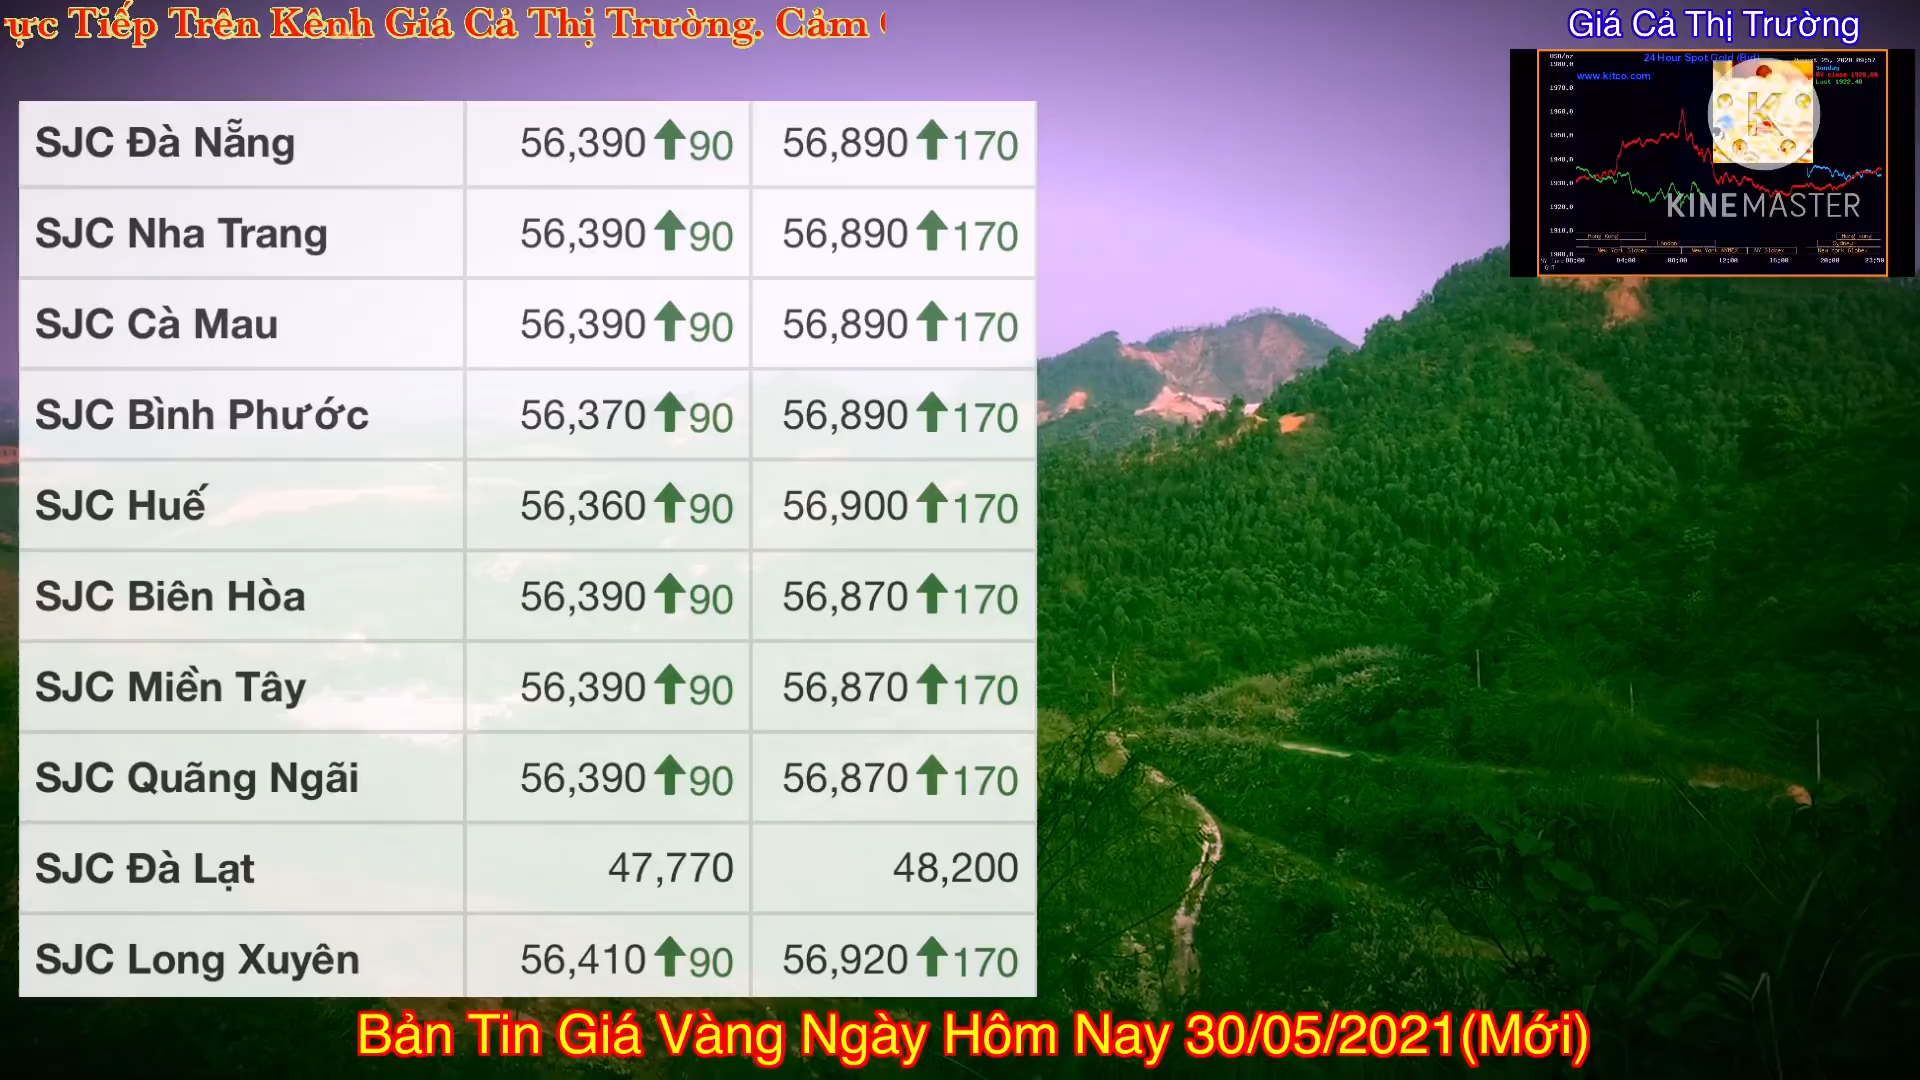 ực Tiếp Trên Kênh Giá Cả Thị Trường. Cảm
Giá Cả Thị Trường
24 Hour Spot Gold (Bid)
www.kitco.com
Sunday
KINEMASTER
SJC Đà Nẵng 56,390 90 56,890 170
SJC Nha Trang 56,390 90 56,890 170
SJC Cà Mau 56,390 90 56,890 170
SJC Bình Phước 56,370 90 56,890 170
SJC Huế 56,360 90 56,900 170
SJC Biên Hòa 56,390 90 56,870 170
SJC Miền Tây 56,390 90 56,870 170
SJC Quãng Ngãi 56,390 90 56,870 170
SJC Đà Lạt 47,770 48,200
SJC Long Xuyên 56,410 90 56,920 170
Bản Tin Giá Vàng Ngày Hôm Nay 30/05/2021(Mới)